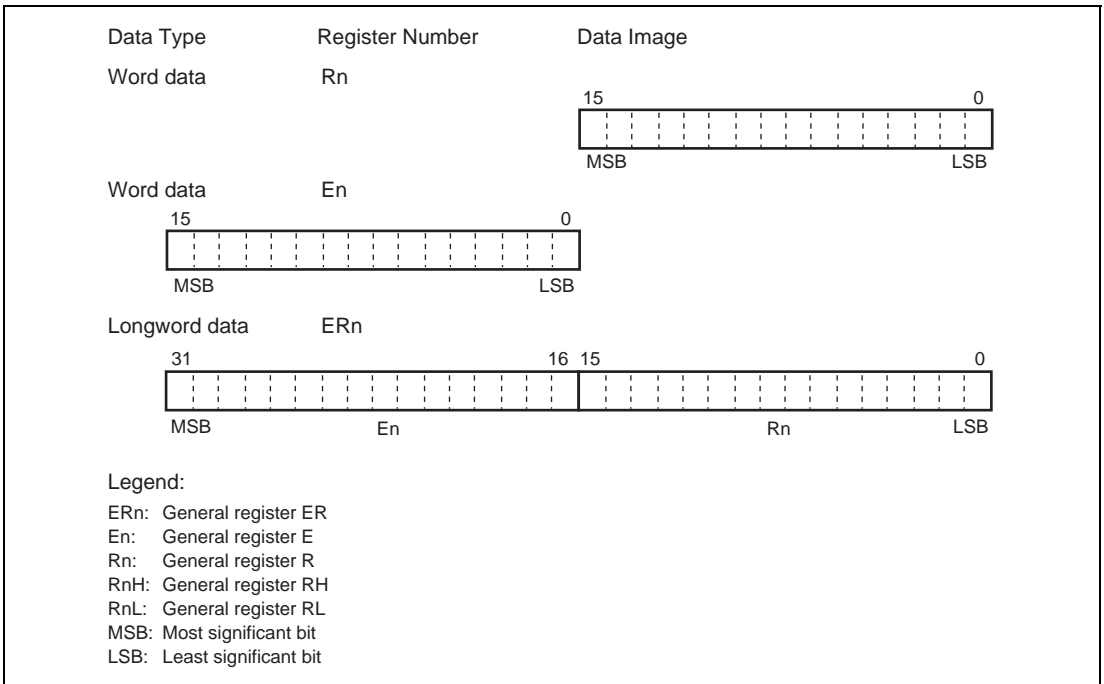 Data Type Register Number Data Image
Word data Rn
15 0
MSB LSB
Word data En
15 0
MSB LSB
Longword data ERn
31 16 15 0
MSB En Rn LSB
Legend:
ERn: General register ER
En: General register E
Rn: General register R
RnH: General register RH
RnL: General register RL
MSB: Most significant bit
LSB: Least significant bit